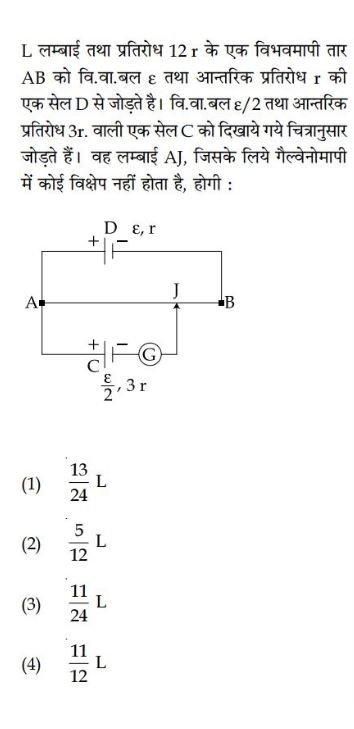 L लम्बाई तथा प्रतिरोध 12 r के एक विभवमापी तार
AB को वि.वा.बल ε तथा आन्तरिक प्रतिरोध r की
एक सेल D से जोड़ते है। वि.वा.बल ε/2 तथा आन्तरिक
प्रतिरोध 3r. वाली एक सेल C को दिखाये गये चित्रानुसार
जोड़ते हैं। वह लम्बाई AJ, जिसके लिये गैल्वेनोमापी
में कोई विक्षेप नहीं होता है, होगी :
D ε, r
+ −
J
A B
+ −
C G
ε/2, 3 r
(1) 13/24 L
(2) 5/12 L
(3) 11/24 L
(4) 11/12 L